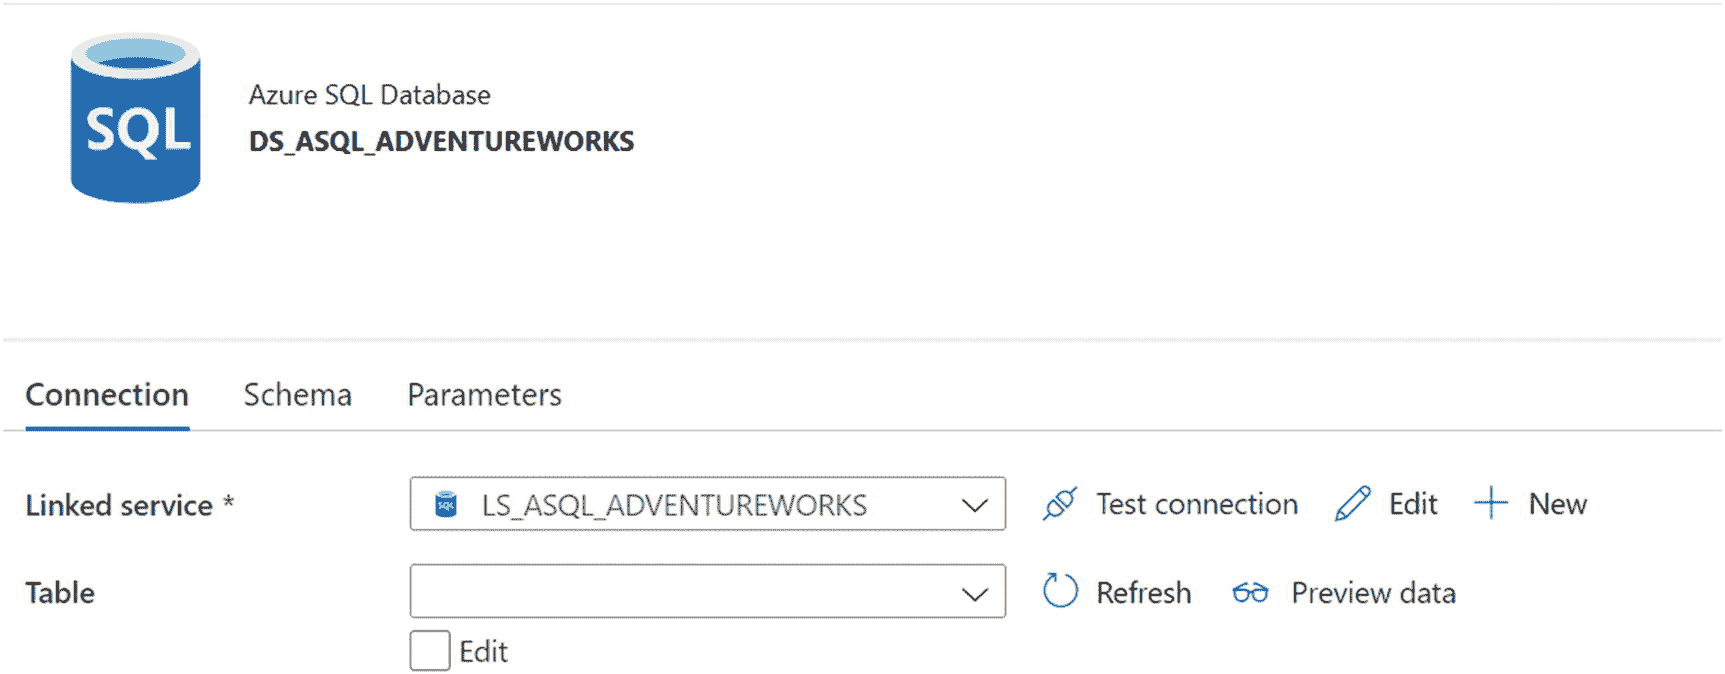 SQL
Azure SQL Database
DS_ASQL_ADVENTUREWORKS
Connection Schema Parameters
Linked service * SQL LS_ASQL_ADVENTUREWORKS Test connection Edit New
Table Refresh Preview data
Edit